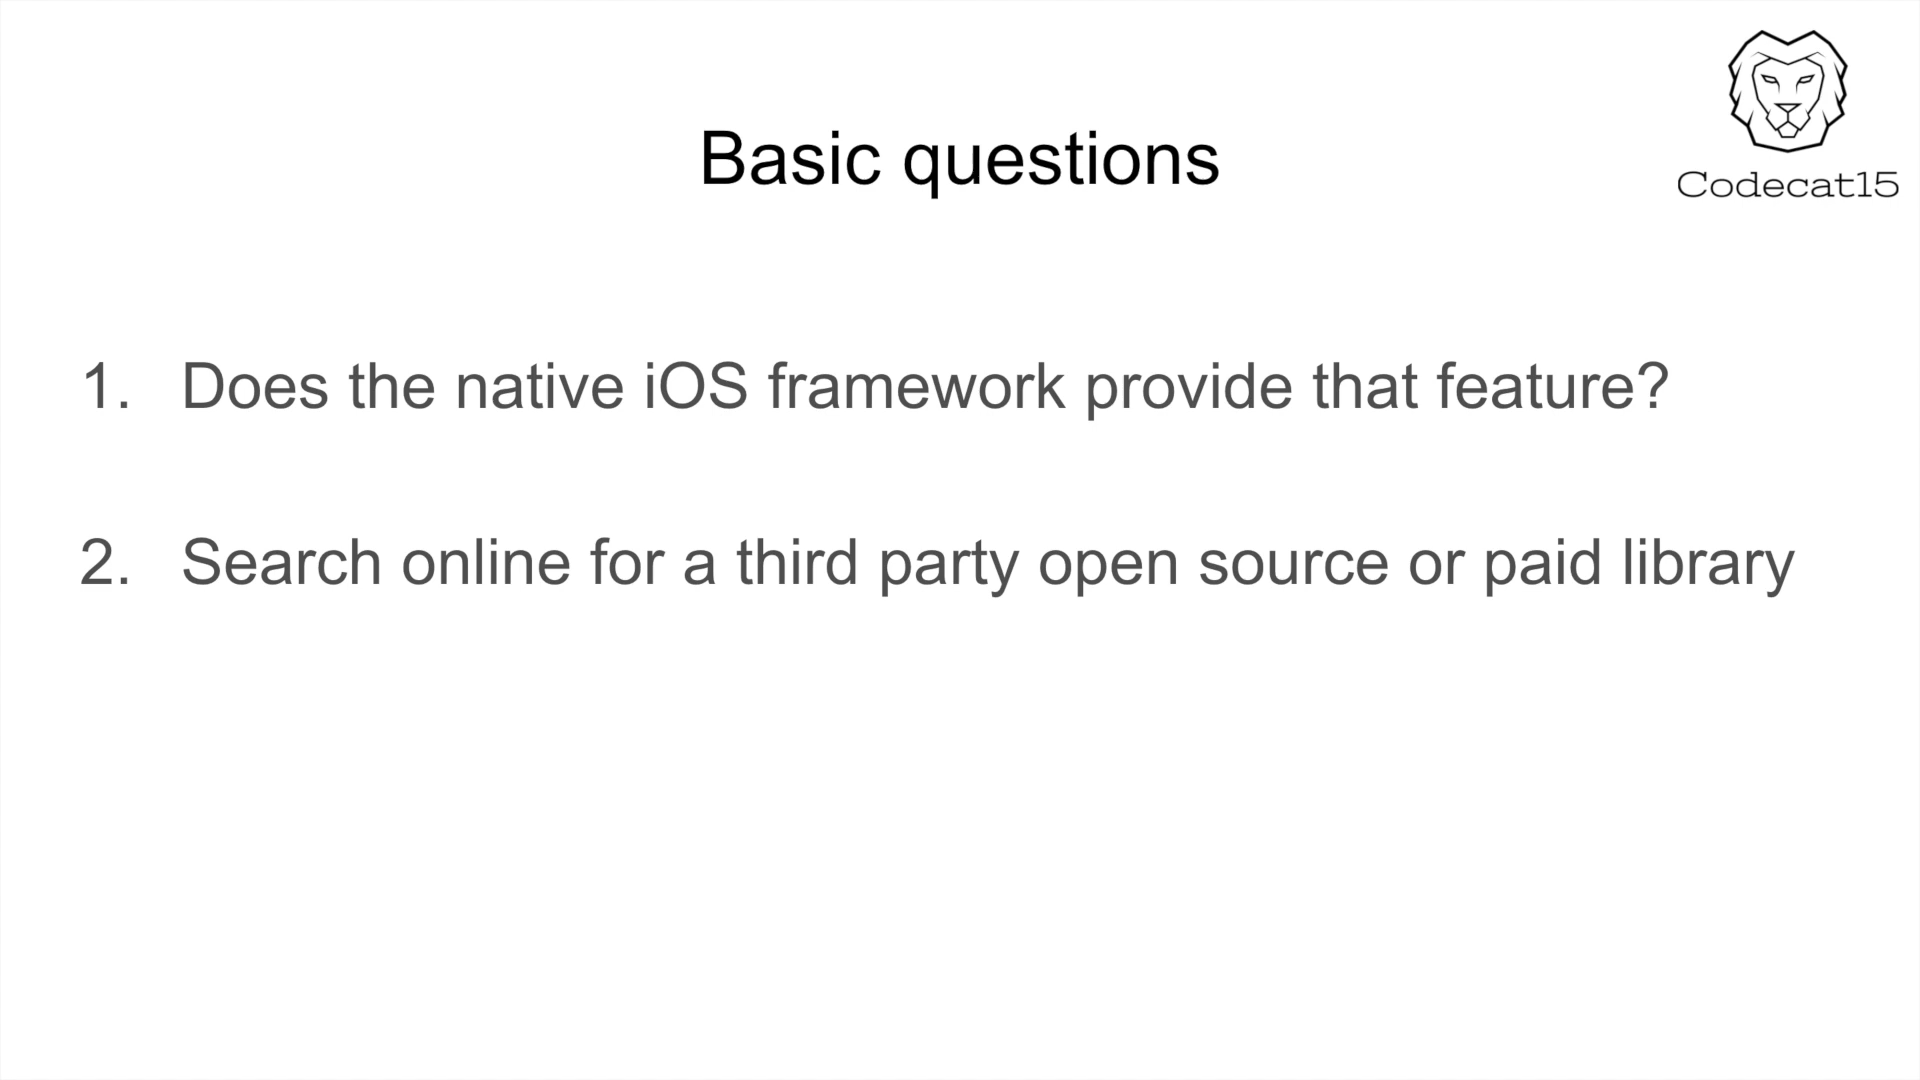 Codecat15
Basic questions
1. Does the native iOS framework provide that feature?
2. Search online for a third party open source or paid library